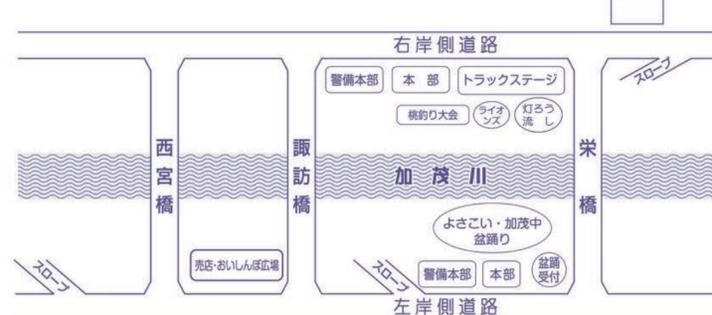 右岸側道路
スロープ
警備本部
本 部
トラックステージ
桃釣り大会
ライオ
ンズ
灯ろう
流 し
西宮橋
諏訪橋
加 茂 川
栄橋
よさこい・加茂中
盆踊り
売店・おいしんぼ広場
スロープ
スロープ
警備本部
本部
盆踊
受付
左岸側道路